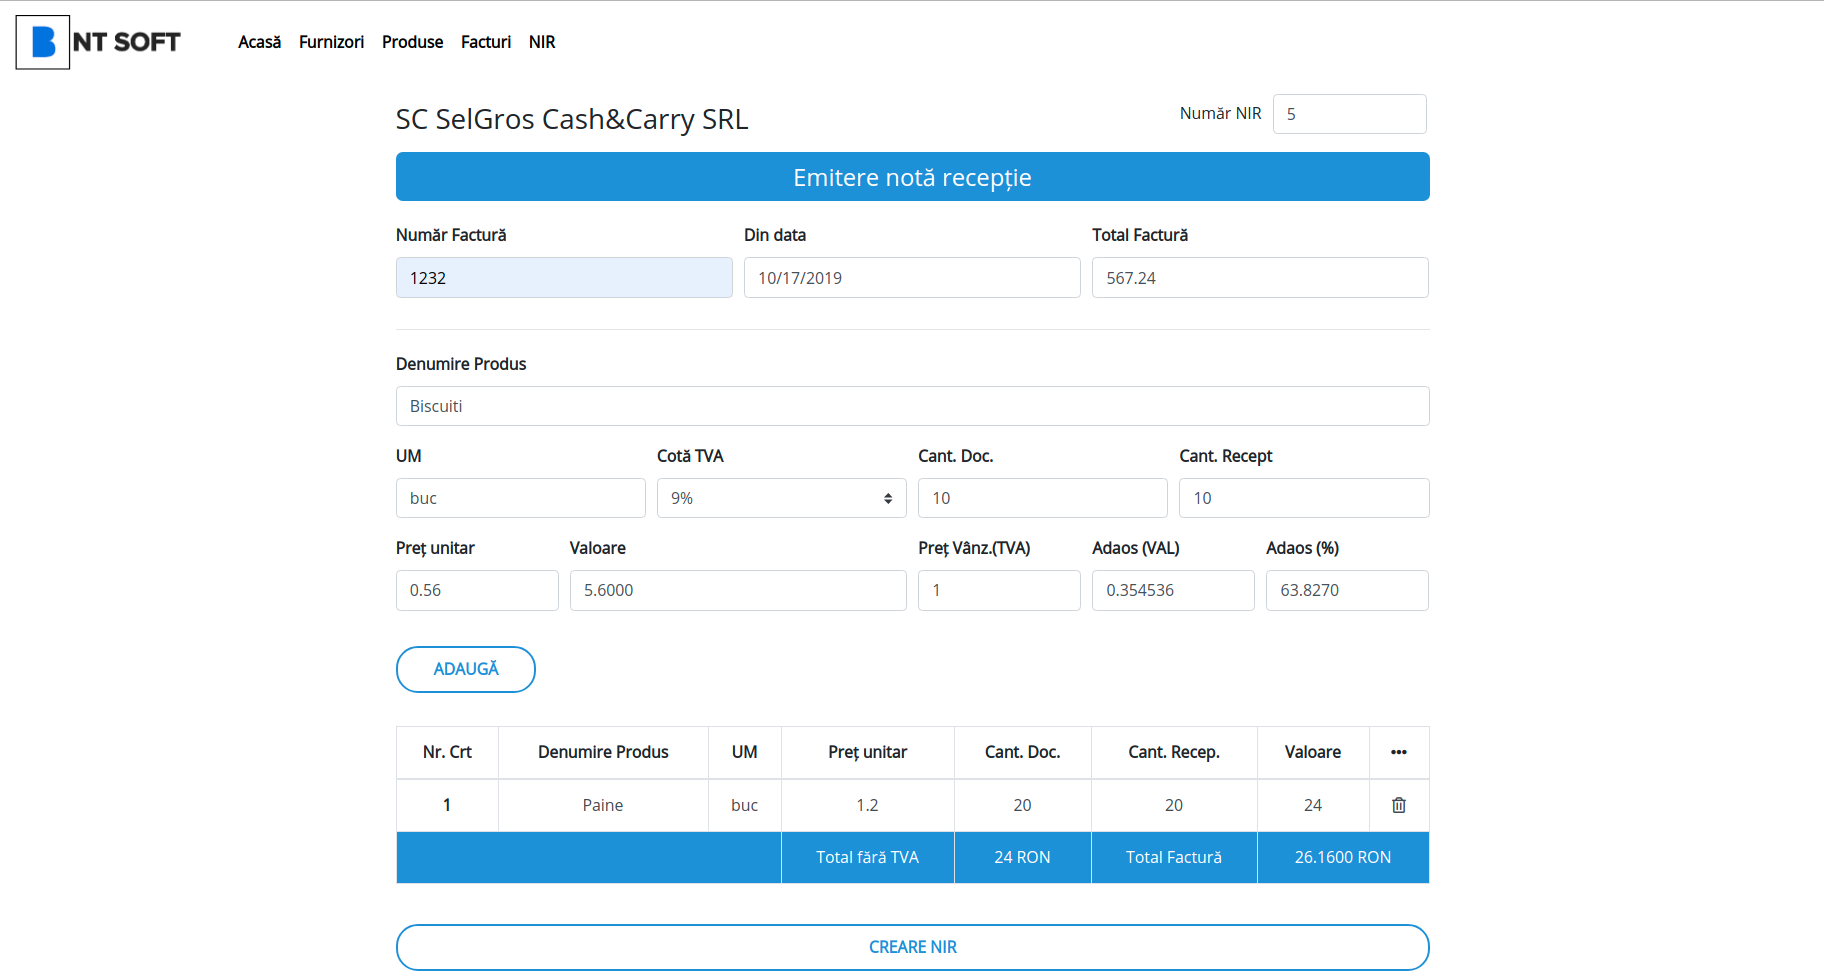 B NT SOFT
Acasă Furnizori Produse Facturi NIR
SC SelGros Cash&Carry SRL
Număr NIR 5
Emitere notă recepție
Număr Factură Din data Total Factură
1232 10/17/2019 567.24
Denumire Produs
Biscuiti
UM Cotă TVA Cant. Doc. Cant. Recept
buc 9% 10 10
Preț unitar Valoare Preț Vânz.(TVA) Adaos (VAL) Adaos (%)
0.56 5.6000 1 0.354536 63.8270
ADAUGĂ
Nr. Crt Denumire Produs UM Preț unitar Cant. Doc. Cant. Recep. Valoare •••
1 Paine buc 1.2 20 20 24
Total fără TVA 24 RON Total Factură 26.1600 RON
CREARE NIR